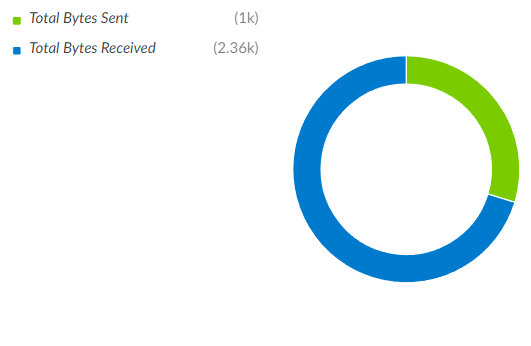 Total Bytes Sent (1k)
Total Bytes Received (2.36k)